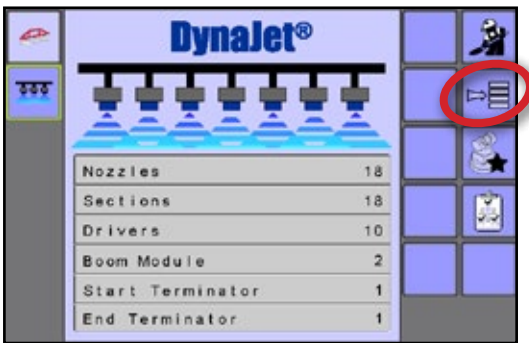 DynaJet®
Nozzles 18
Sections 18
Drivers 10
Boom Module 2
Start Terminator 1
End Terminator 1